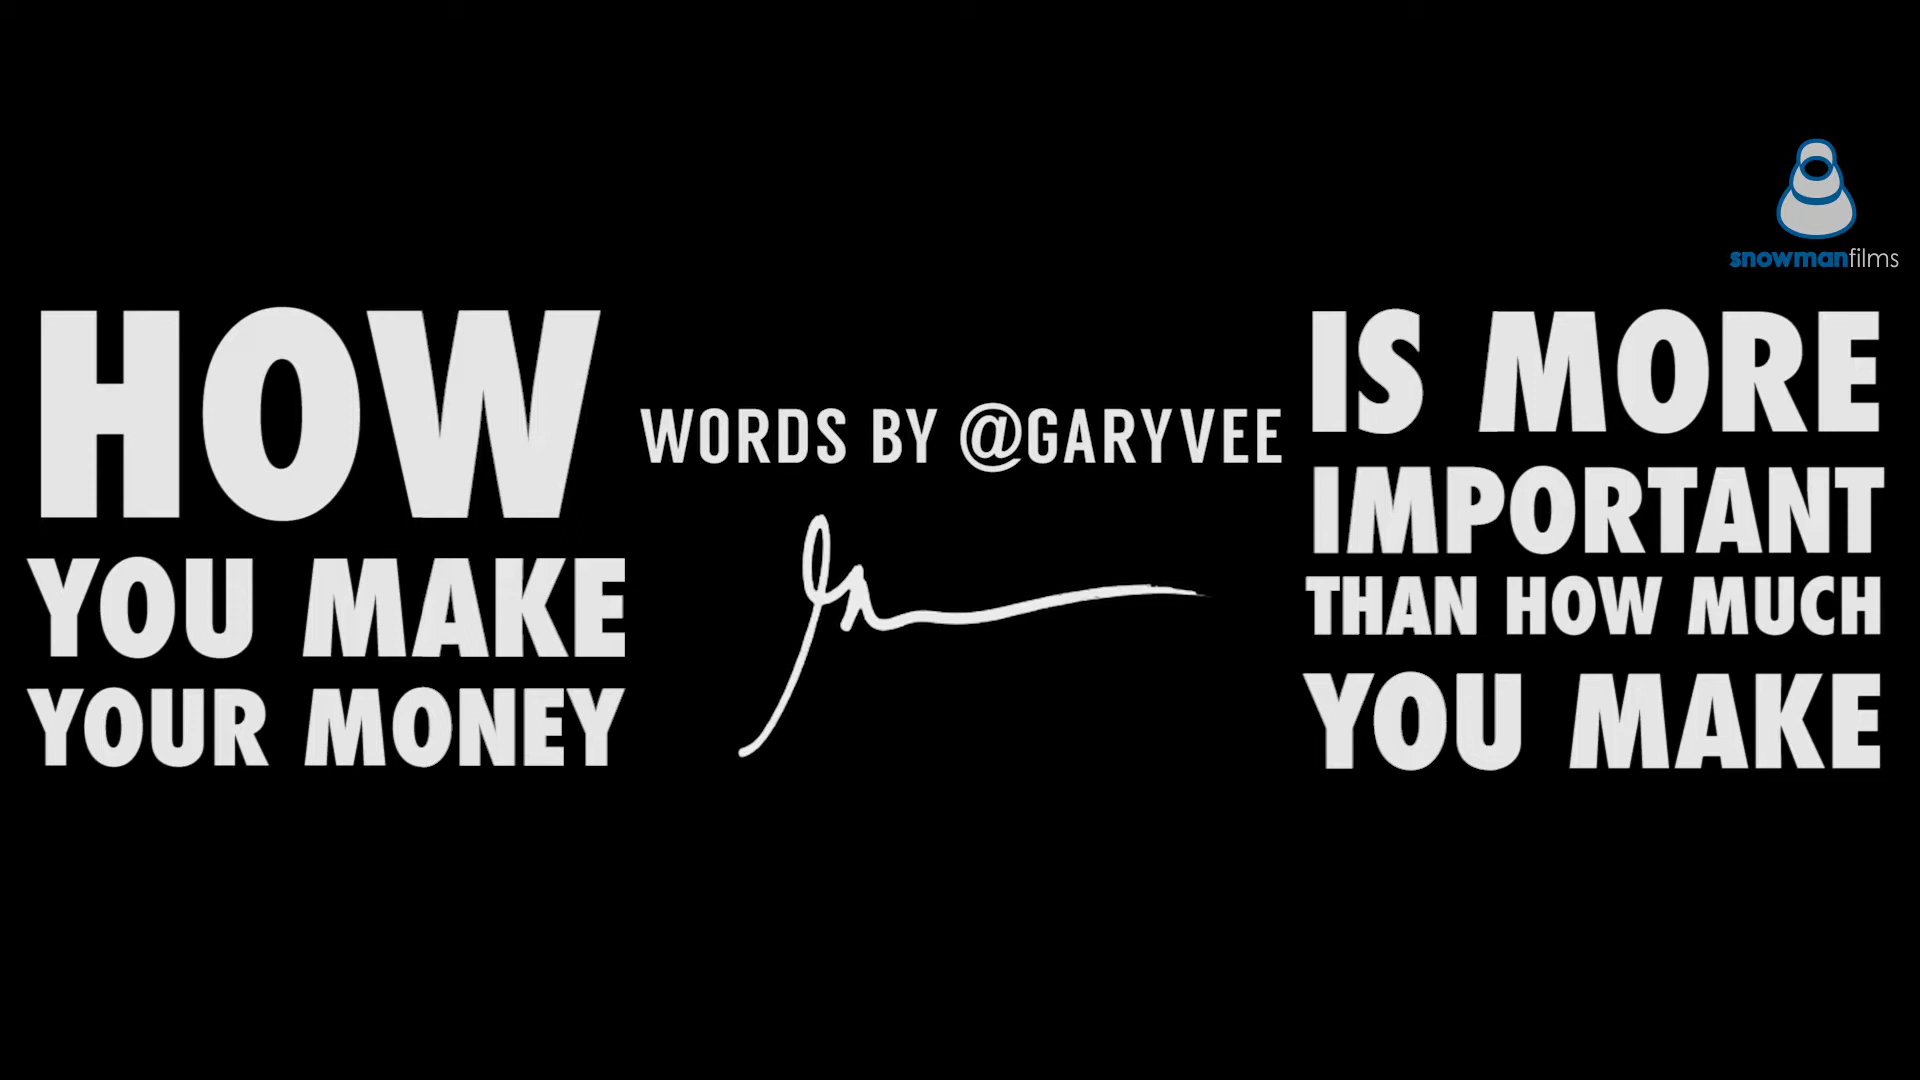 HOW
YOU MAKE
YOUR MONEY
WORDS BY @GARYVEE
IS MORE
IMPORTANT
THAN HOW MUCH
YOU MAKE
snowmanfilms